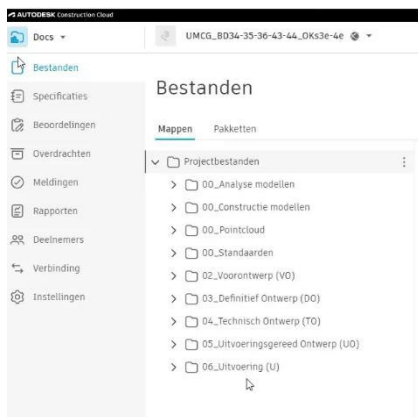 AUTODESK Construction Cloud
Docs
UMCG_BD34-35-36-43-44_OKs3e-4e
Bestanden
Specificaties
Beoordelingen
Overdrachten
Meldingen
Rapporten
Deelnemers
Verbinding
Instellingen
Bestanden
Mappen Pakketten
Projectbestanden
00_Analyse modellen
00_Constructie modellen
00_Pointcloud
00_Standaarden
02_Voorontwerp (VO)
03_Definitief Ontwerp (DO)
04_Technisch Ontwerp (TO)
05_Uitvoeringsgereed Ontwerp (UO)
06_Uitvoering (U)